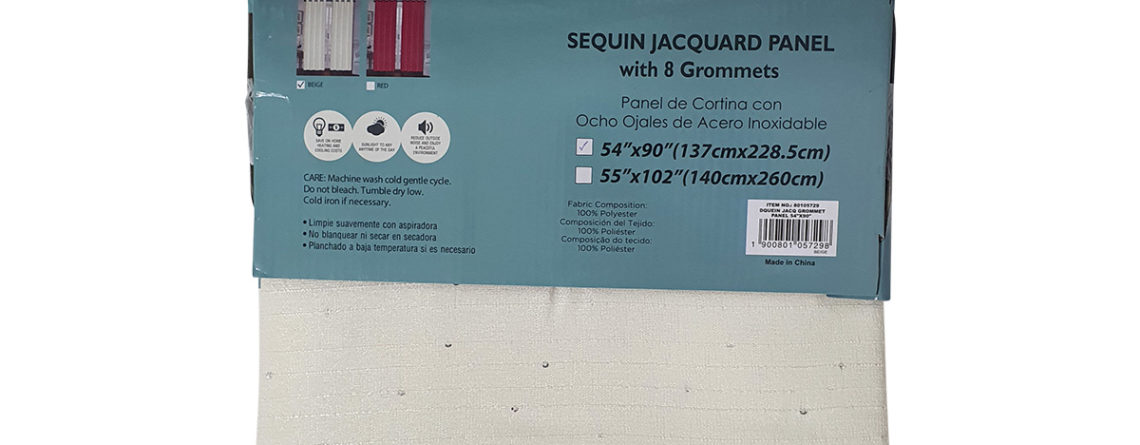 BEIGE
RED
SEQUIN JACQUARD PANEL
with 8 Grommets
Panel de Cortina con
Ocho Ojales de Acero Inoxidable
54"x90"(137cmx228.5cm)
55"x102"(140cmx260cm)
SAVE ON HOME
HEATING AND
COOLING COSTS
SUNLIGHT TO ANY
ANYTIME OF THE DAY
REDUCE OUTSIDE
NOISE AND ENJOY
A PEACEFUL
ENVIRONMENT
CARE: Machine wash cold gentle cycle.
Do not bleach. Tumble dry low.
Cold iron if necessary.
• Limpie suavemente con aspiradora
• No blanquear ni secar en secadora
• Planchado a baja temperatura si es necesario
Fabric Composition:
100% Polyester
Composición del Tejido:
100% Poliéster
Composição do tecido:
100% Poliéster
ITEM NO.: 80105729
DQUEIN JACQ GROMMET
PANEL 54"X90"
1 900801 057298
BEIGE
Made in China